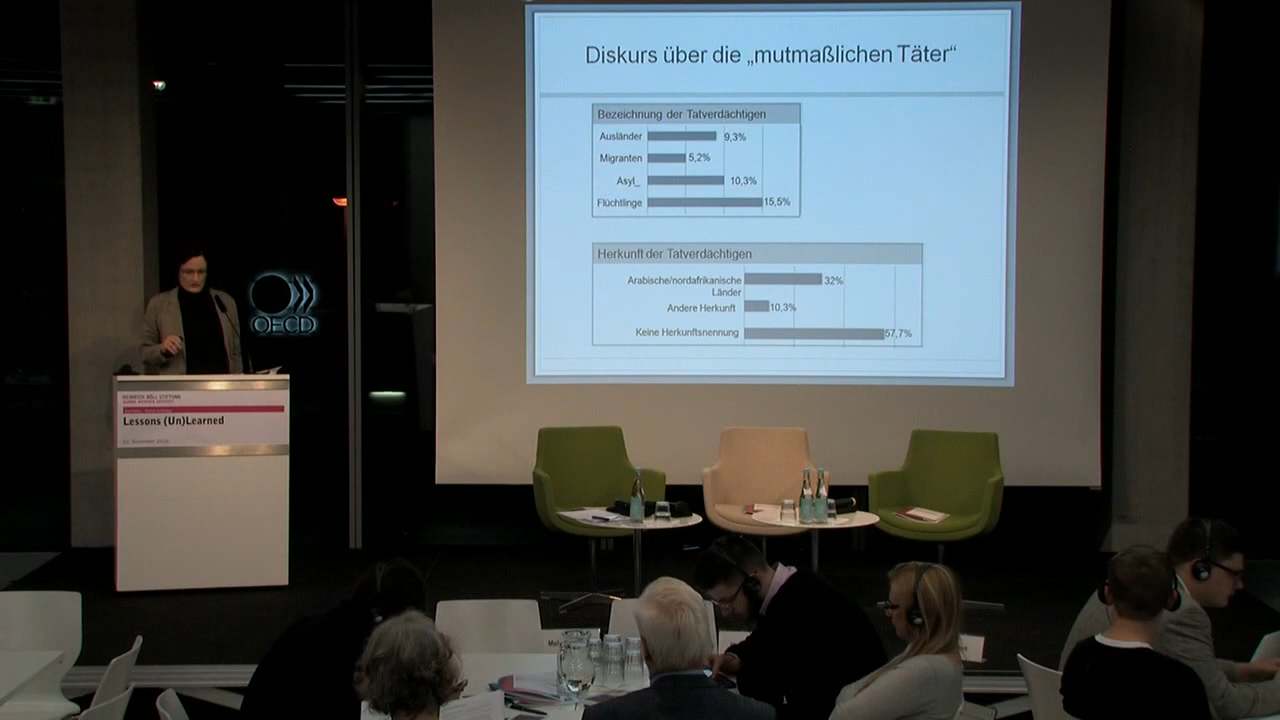 Diskurs über die „mutmaßlichen Täter“
Bezeichnung der Tatverdächtigen
Ausländer 9,3%
Migranten 5,2%
Asyl_ 10,3%
Flüchtlinge 15,5%
Herkunft der Tatverdächtigen
Arabische/nordafrikanische 32%
Länder
Andere Herkunft 10,3%
Keine Herkunftsnennung 57,7%
OECD
HEINRICH BÖLL STIFTUNG
Lessons (Un)Learned